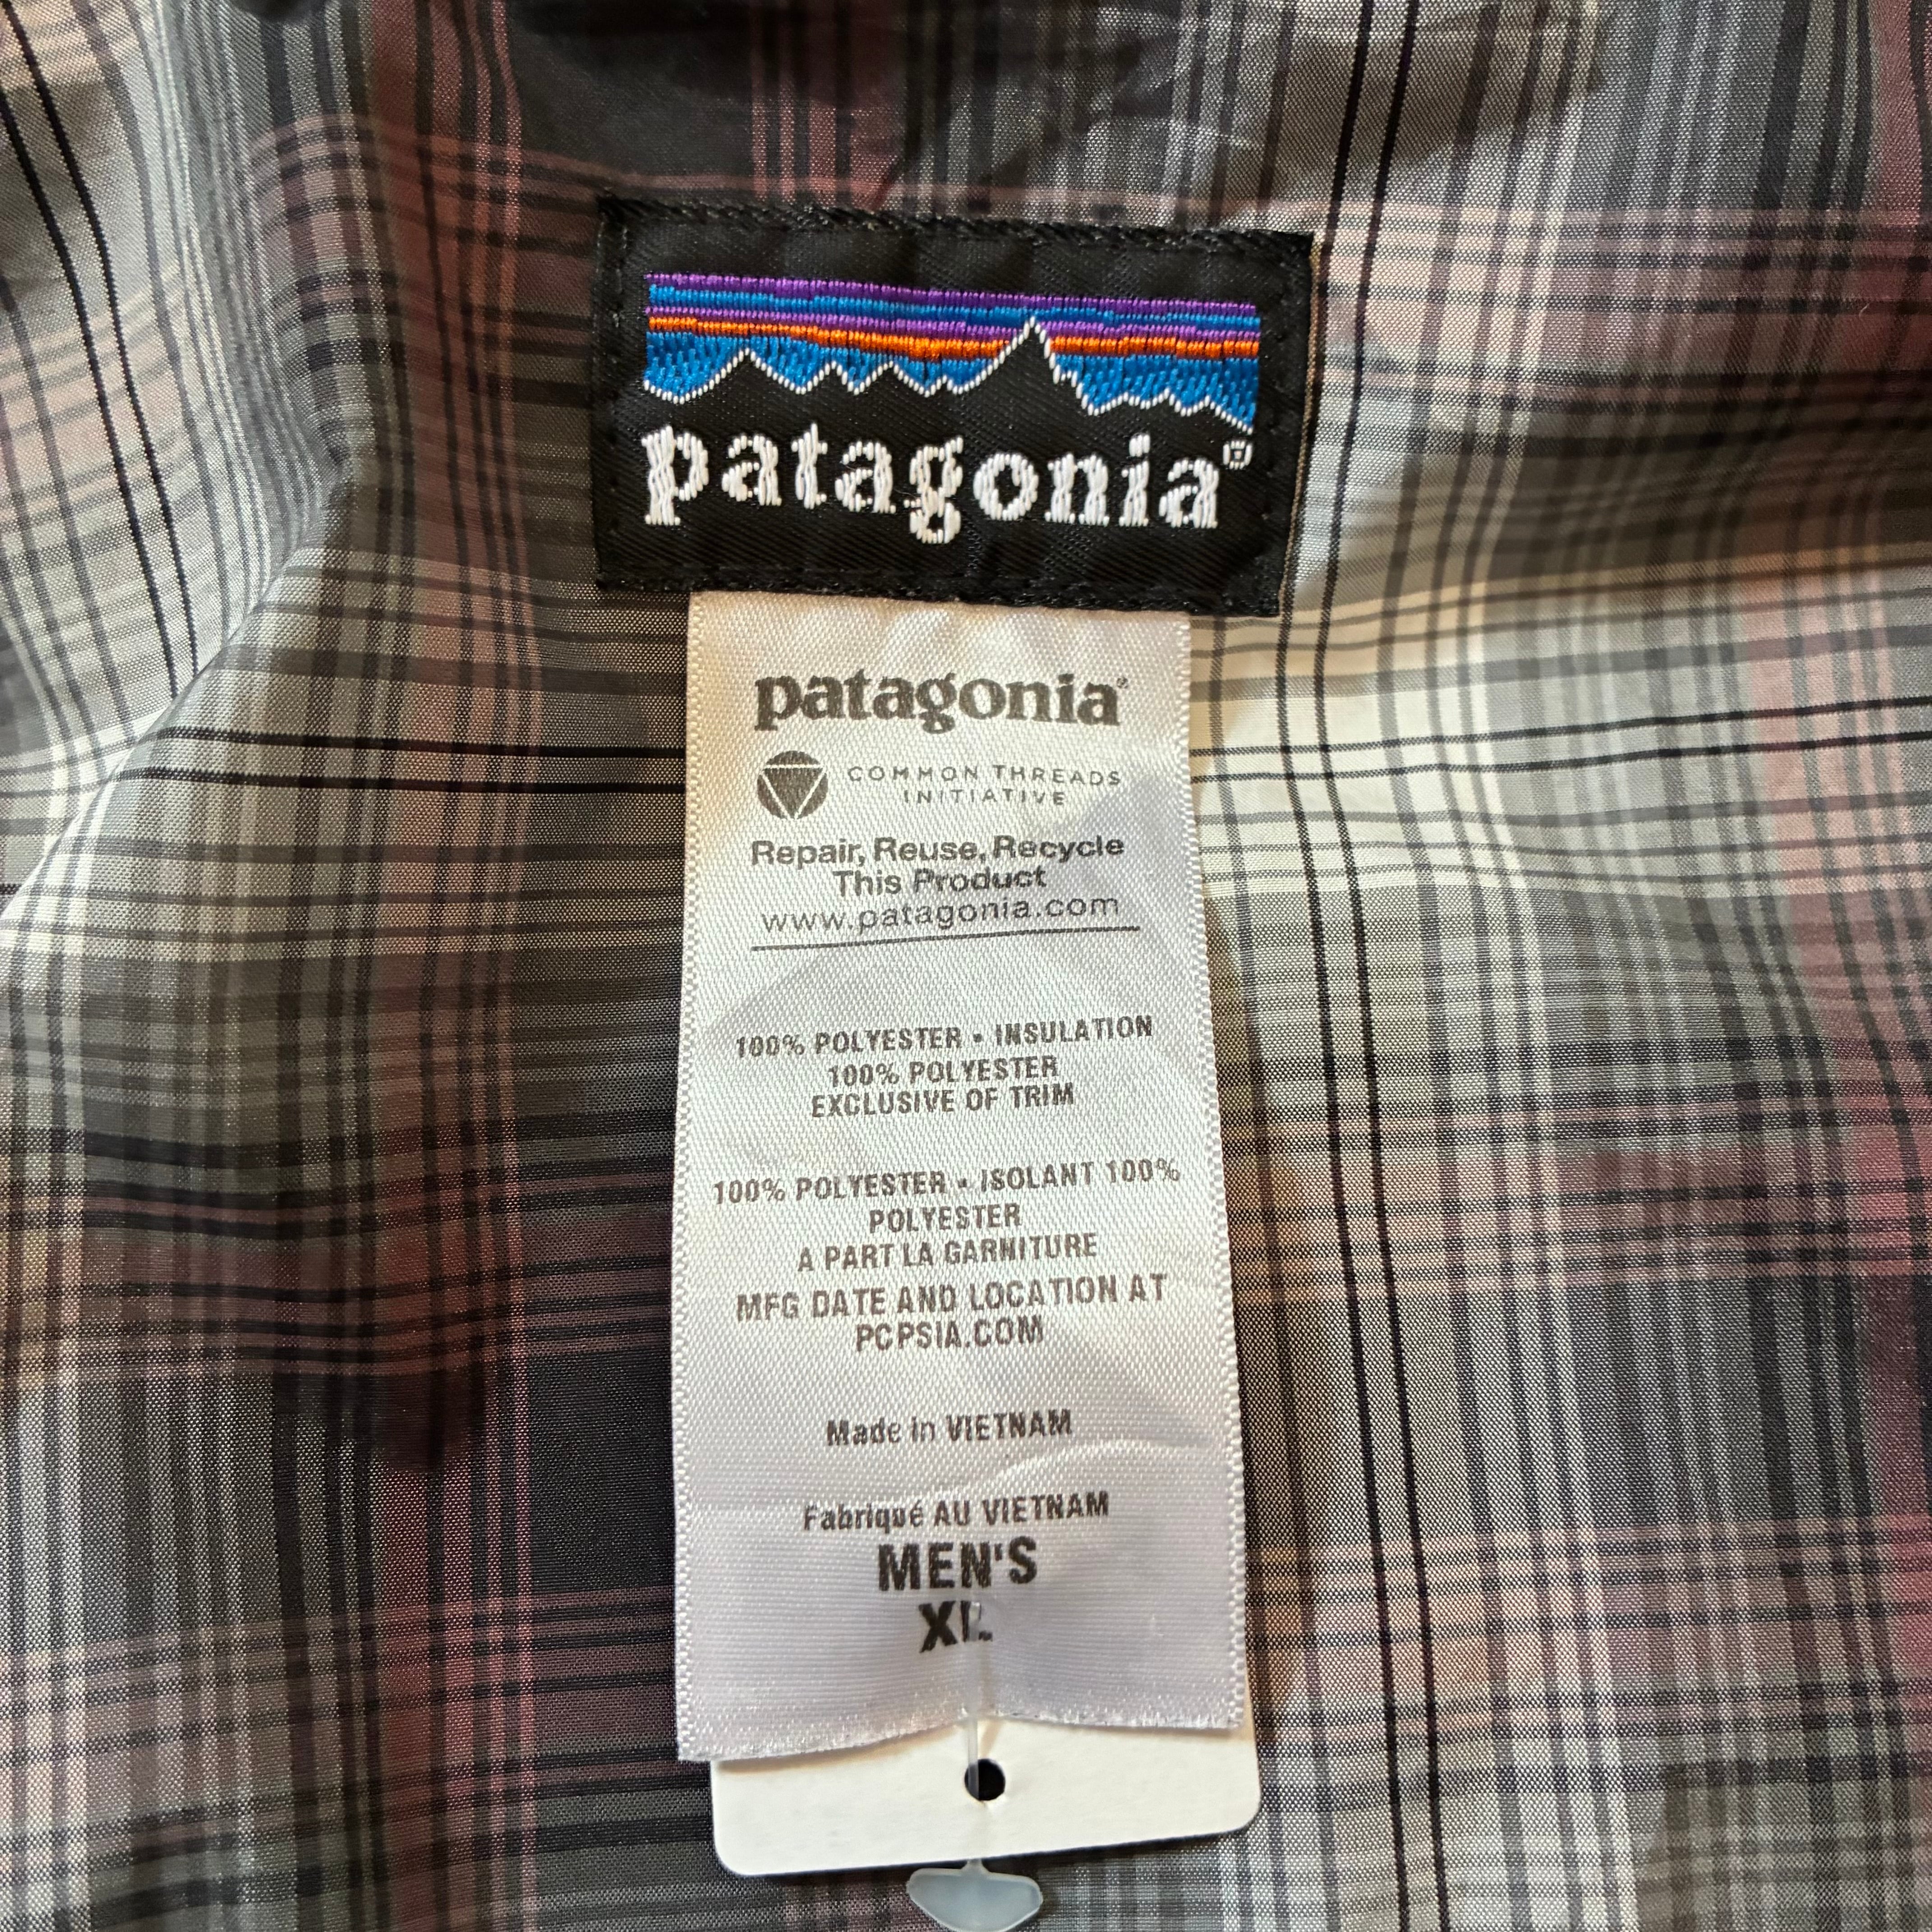 patagonia®
patagonia®
COMMON THREADS
INITIATIVE
Repair, Reuse, Recycle
This Product
www.patagonia.com
100% POLYESTER • INSULATION
100% POLYESTER
EXCLUSIVE OF TRIM
100% POLYESTER • ISOLANT 100%
POLYESTER
A PART LA GARNITURE
MFG DATE AND LOCATION AT
PCPSIA.COM
Made in VIETNAM
Fabriqué AU VIETNAM
MEN'S
XL